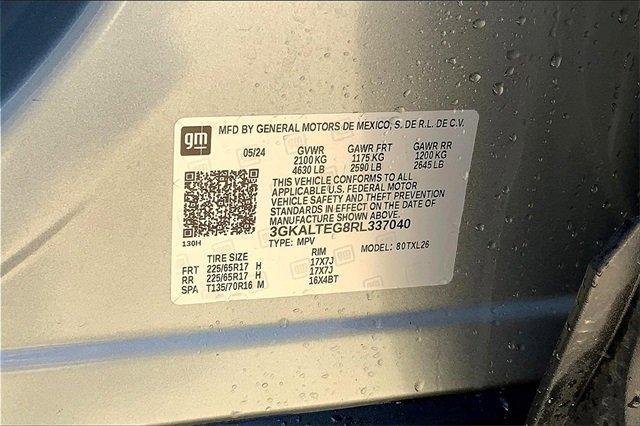 gm
MFD BY GENERAL MOTORS DE MEXICO, S. DE R.L. DE C.V.
05/24 GVWR GAWR FRT GAWR RR
2100 KG 1175 KG 1200 KG
4630 LB 2590 LB 2645 LB
THIS VEHICLE CONFORMS TO ALL
APPLICABLE U.S. FEDERAL MOTOR
VEHICLE SAFETY AND THEFT PREVENTION
STANDARDS IN EFFECT ON THE DATE OF
MANUFACTURE SHOWN ABOVE.
3GKALTEG8RL337040
130H TYPE: MPV MODEL: 80TXL26
TIRE SIZE RIM
FRT 225/65R17 H 17X7J
RR 225/65R17 H 17X7J
SPA T135/70R16 M 16X4BT